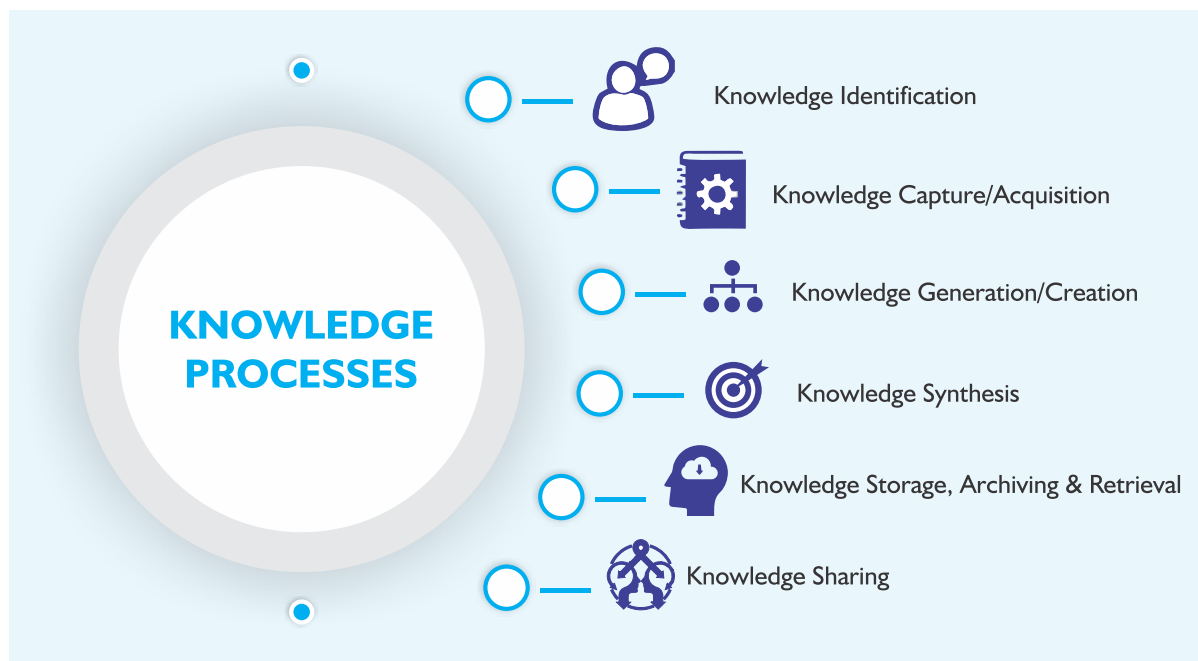 KNOWLEDGE
PROCESSES
Knowledge Identification
Knowledge Capture/Acquisition
Knowledge Generation/Creation
Knowledge Synthesis
Knowledge Storage, Archiving & Retrieval
Knowledge Sharing